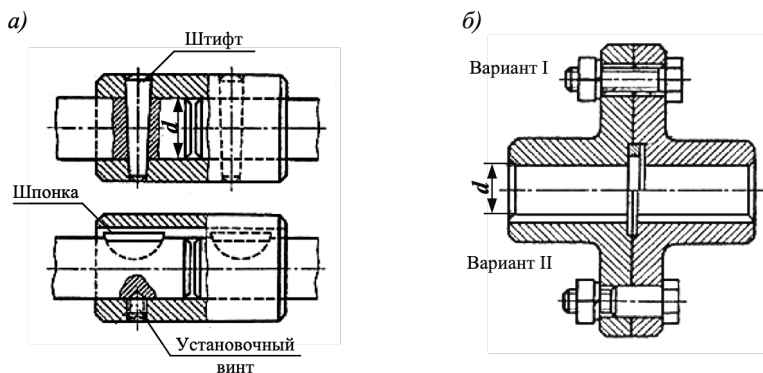 а)
Штифт
d
Шпонка
Установочный
винт
б)
Вариант I
d
Вариант II